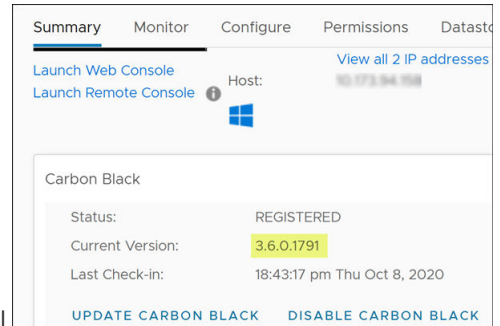 Summary Monitor Configure Permissions
View all 2 IP addresses
Launch Web Console
Host:
Launch Remote Console
Carbon Black
Status: REGISTERED
Current Version: 3.6.0.1791
Last Check-in: 18:43:17 pm Thu Oct 8, 2020
UPDATE CARBON BLACK DISABLE CARBON BLACK